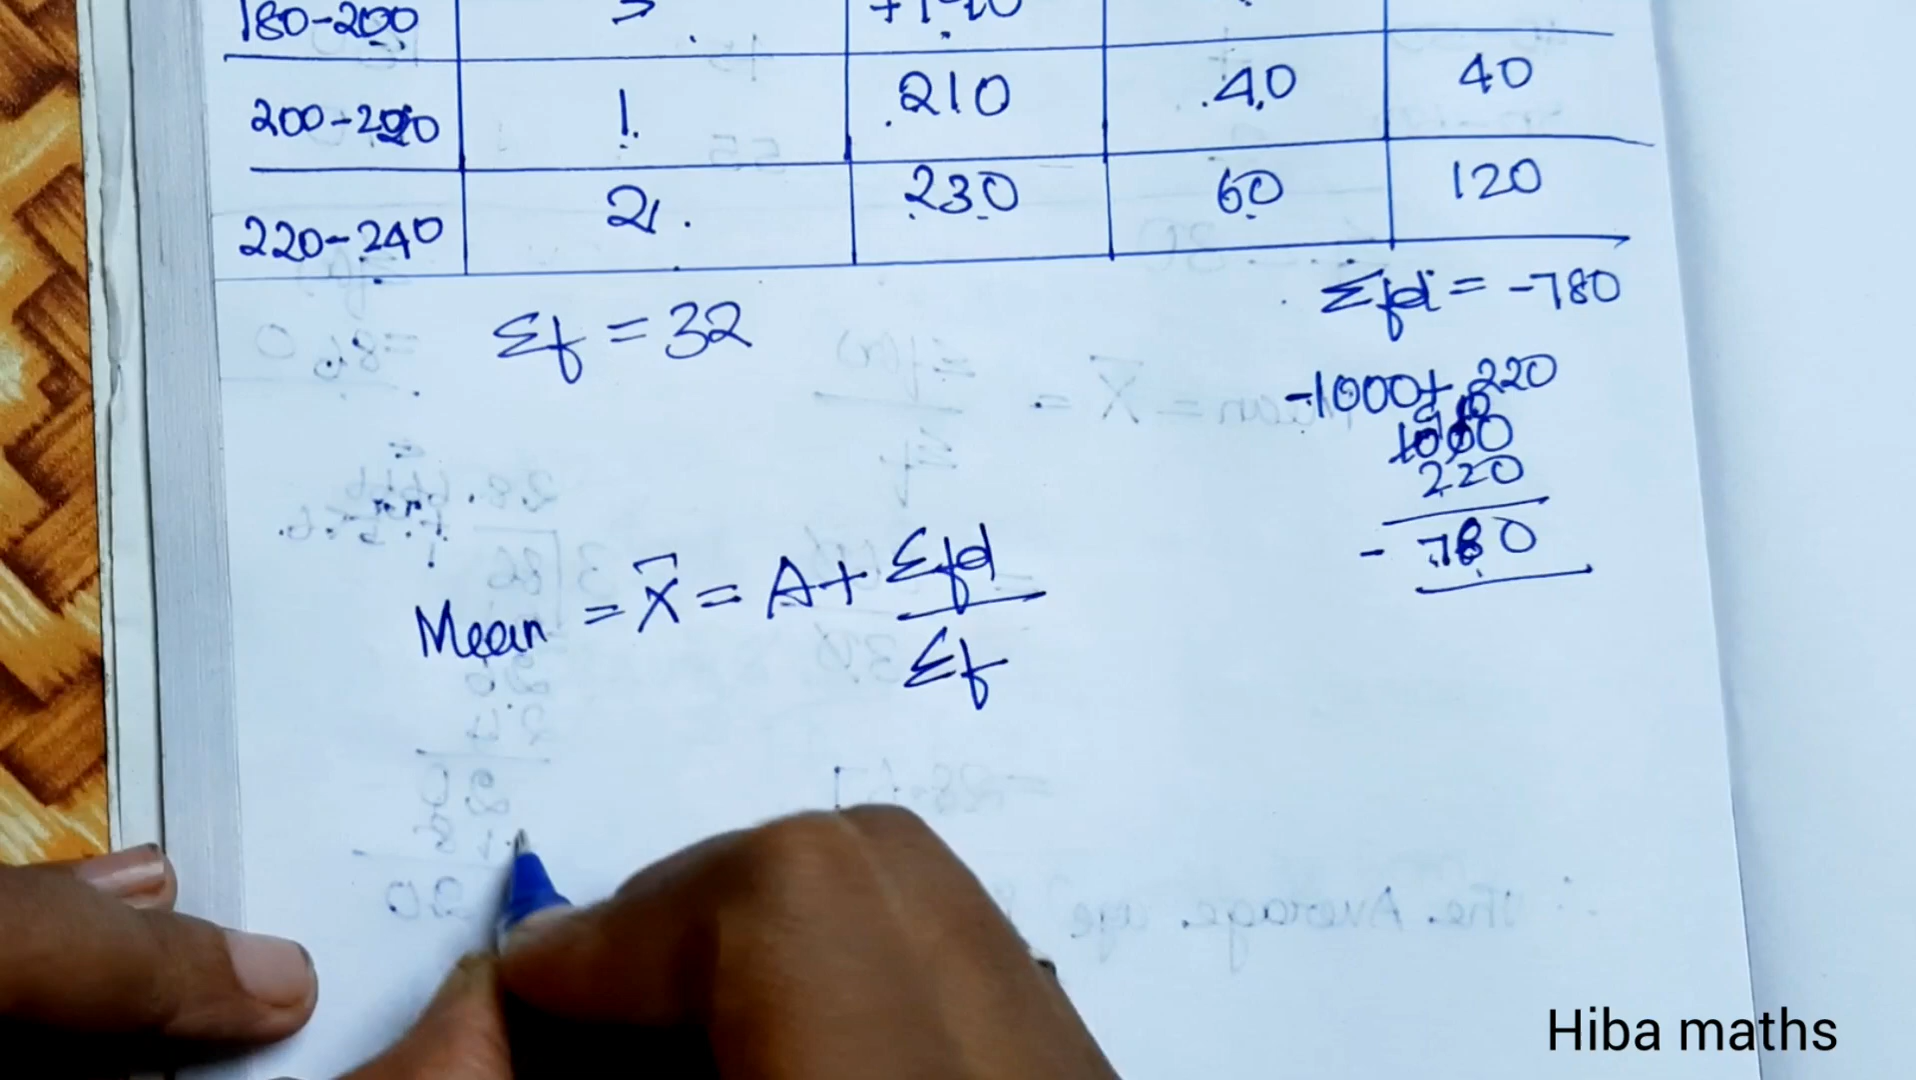 180-200
200-220 1. 210 40 40
220-240 2. 230 60 120
Σf = 32 Σfd = -780
-1000+220
1000
220
- 780
Mean = X̄ = A + Σfd
Σf
Hiba maths